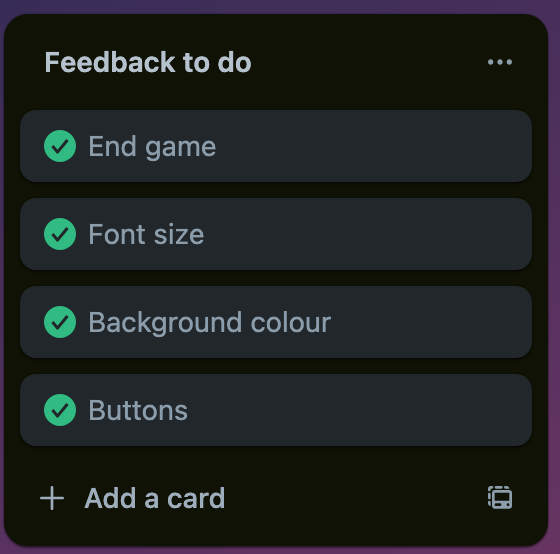 Feedback to do
End game
Font size
Background colour
Buttons
Add a card